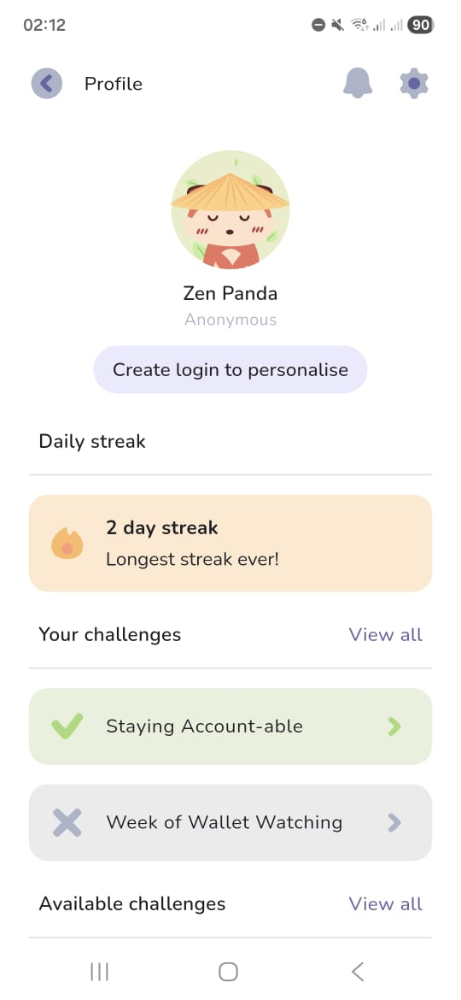 02:12
6
90
Profile
Zen Panda
Anonymous
Create login to personalise
Daily streak
2 day streak
Longest streak ever!
Your challenges
View all
Staying Account-able
Week of Wallet Watching
Available challenges
View all